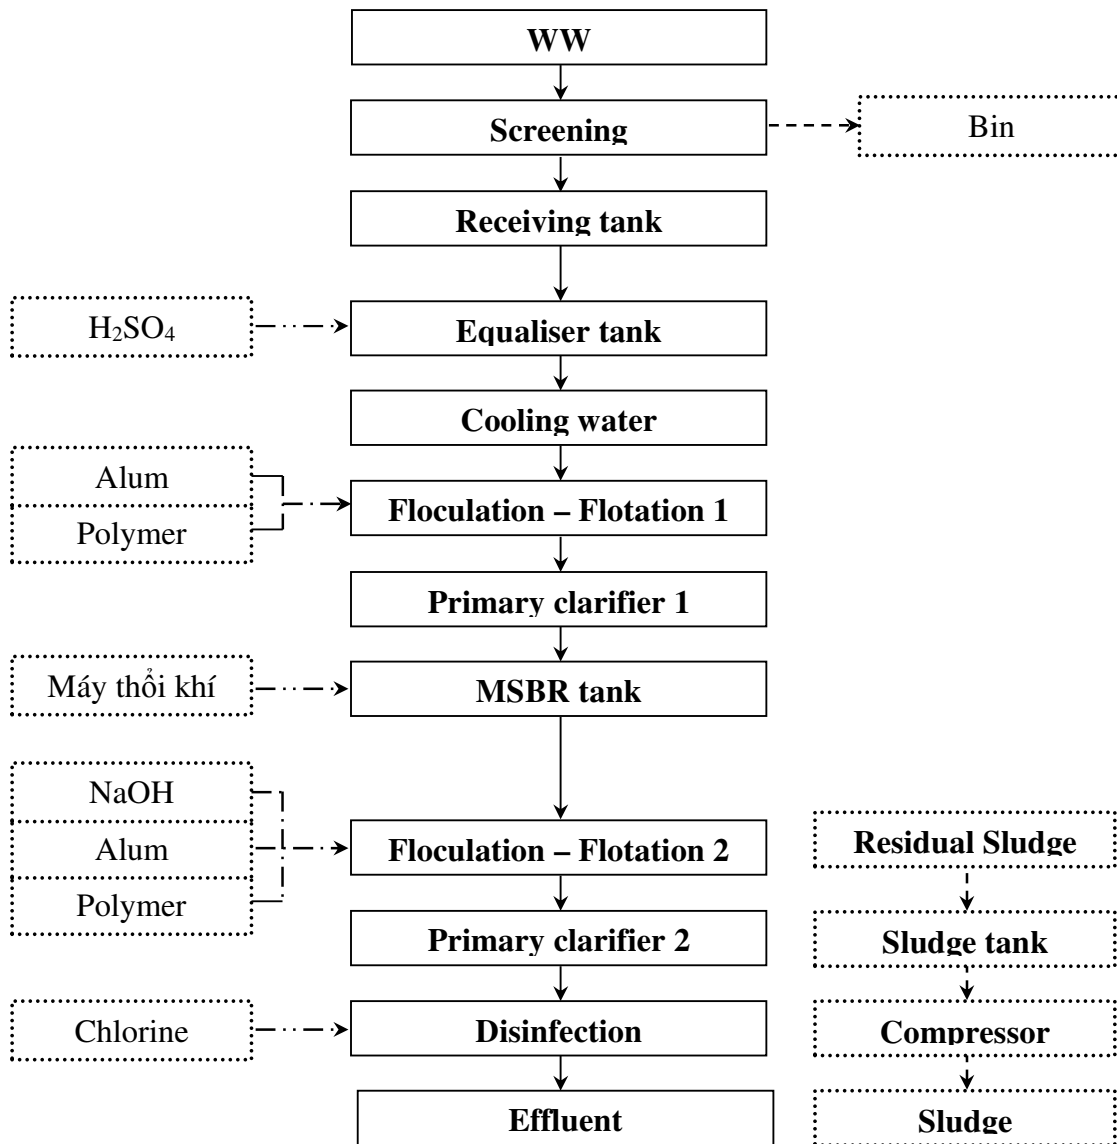 WW
Screening
Bin
Receiving tank
H₂SO₄
Equaliser tank
Cooling water
Alum
Polymer
Floculation – Flotation 1
Primary clarifier 1
Máy thổi khí
MSBR tank
NaOH
Alum
Polymer
Floculation – Flotation 2
Residual Sludge
Primary clarifier 2
Sludge tank
Chlorine
Disinfection
Compressor
Effluent
Sludge